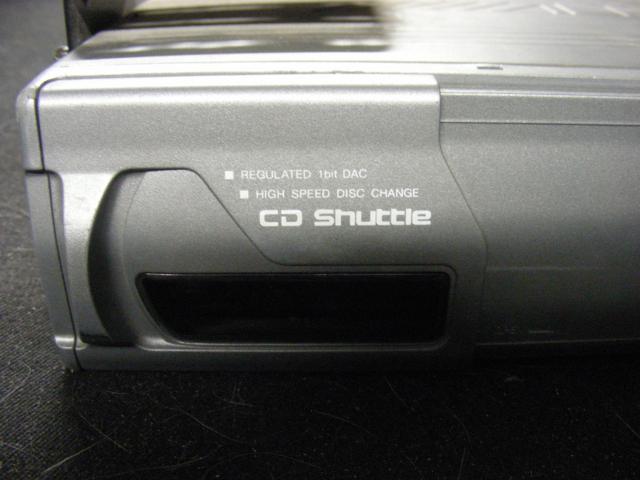 REGULATED 1bit DAC
HIGH SPEED DISC CHANGE
CD Shuttle